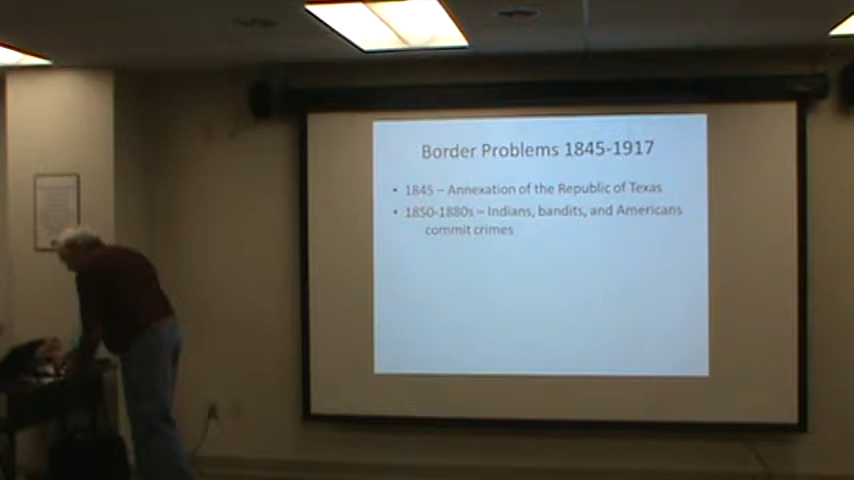 Border Problems 1845-1917
• 1845 – Annexation of the Republic of Texas
• 1850-1880s – Indians, bandits, and Americans
commit crimes